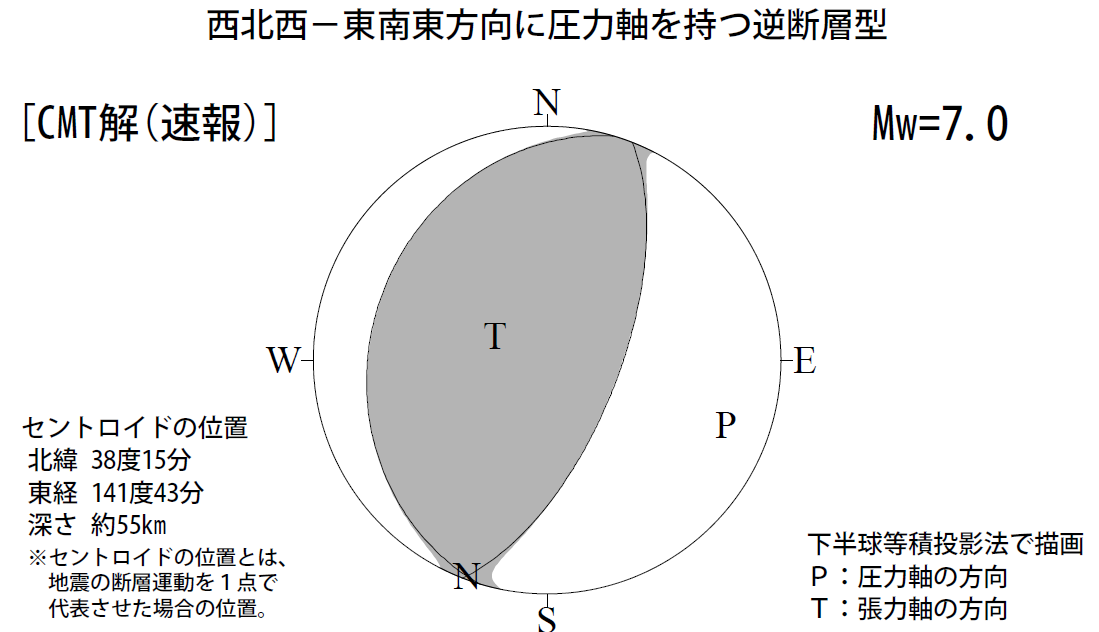 西北西－東南東方向に圧力軸を持つ逆断層型
[CMT解（速報）]
Mw=7.0
N
T
W
E
P
N
S
セントロイドの位置
北緯 38度15分
東経 141度43分
深さ 約55㎞
※セントロイドの位置とは、
地震の断層運動を１点で
代表させた場合の位置。
下半球等積投影法で描画
Ｐ：圧力軸の方向
Ｔ：張力軸の方向